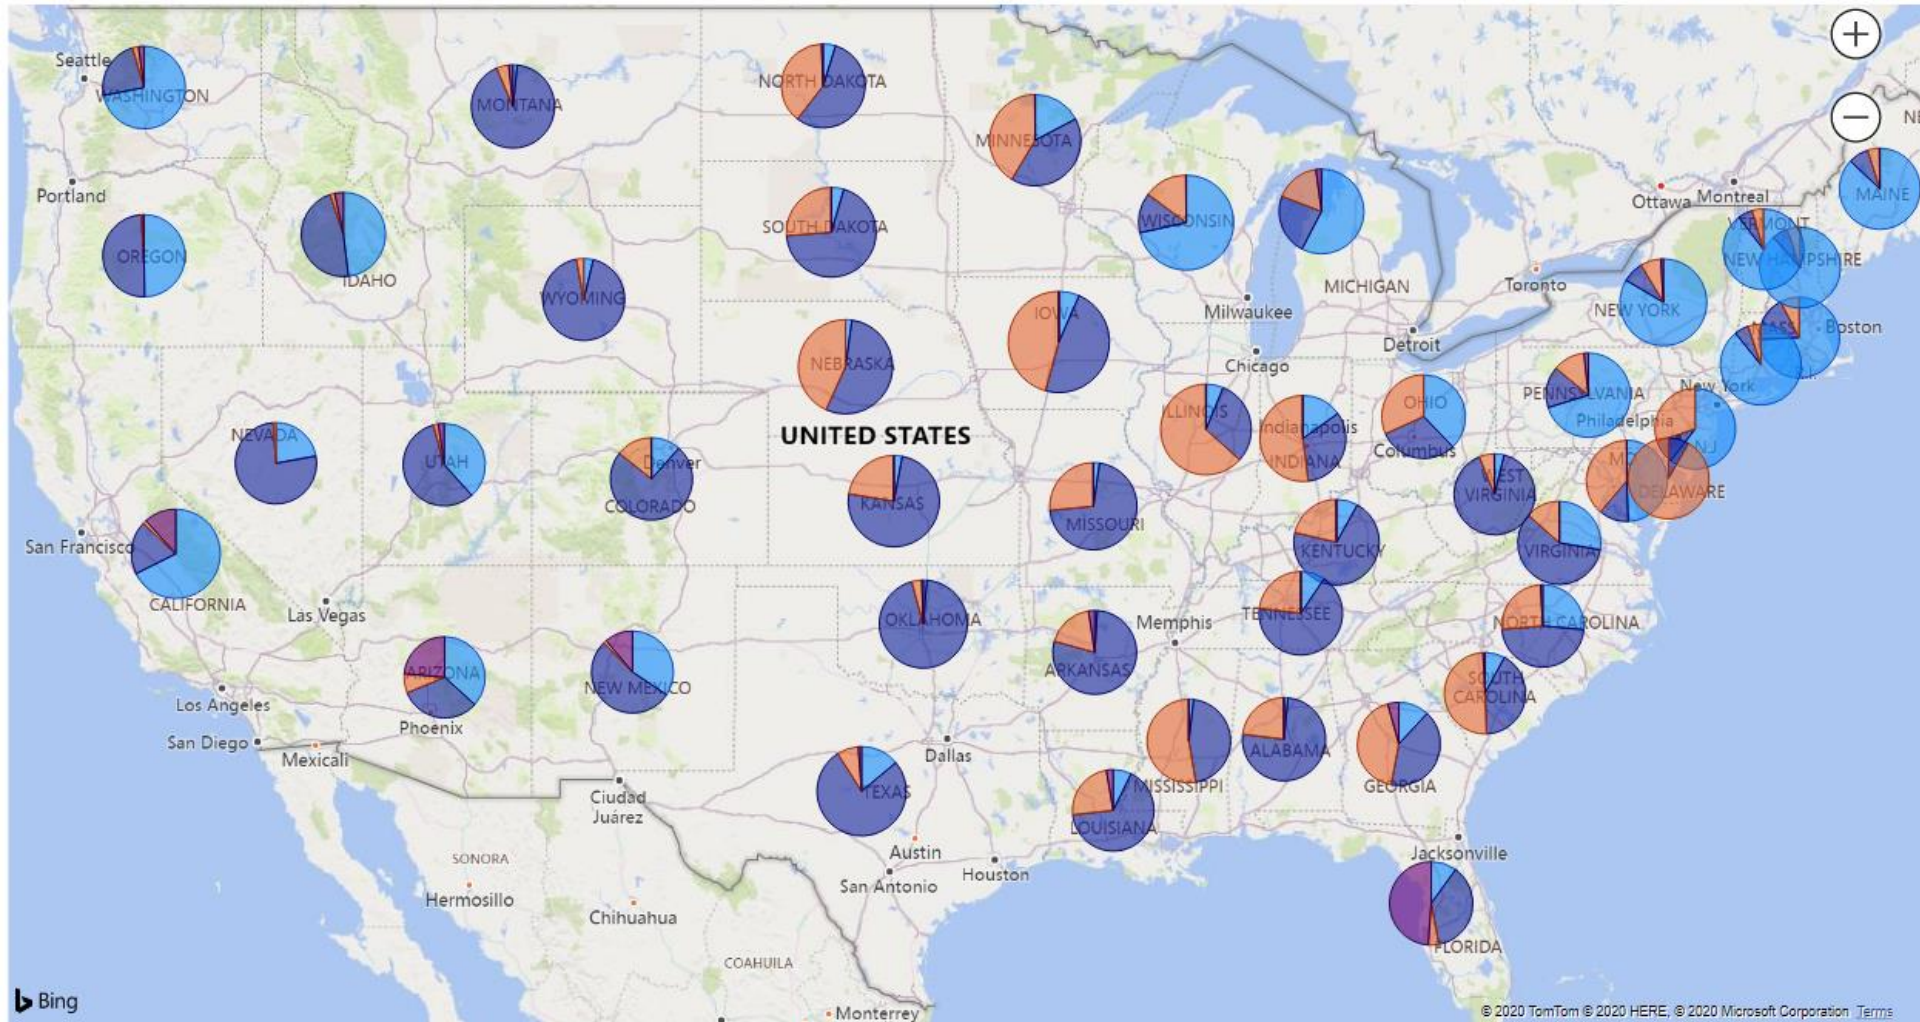 +
Seattle
WASHINGTON
MONTANA
NORTH DAKOTA
MINNESOTA
−
Portland
Ottawa
Montreal
MAINE
OREGON
IDAHO
SOUTH DAKOTA
WISCONSIN
VERMONT
NEW HAMPSHIRE
WYOMING
MICHIGAN
Toronto
NEW YORK
IOWA
Milwaukee
Detroit
MASS
Boston
R.I.
NEBRASKA
Chicago
PENNSYLVANIA
New York
Philadelphia
NEVADA
UTAH
Denver
COLORADO
UNITED STATES
ILLINOIS
Indianapolis
INDIANA
OHIO
Columbus
N.J
DELAWARE
KANSAS
MISSOURI
WEST
VIRGINIA
San Francisco
CALIFORNIA
Las Vegas
KENTUCKY
VIRGINIA
OKLAHOMA
ARKANSAS
Memphis
TENNESSEE
NORTH CAROLINA
ARIZONA
Phoenix
NEW MEXICO
SOUTH
CAROLINA
Los Angeles
San Diego
Mexicali
Ciudad
Juárez
Dallas
TEXAS
MISSISSIPPI
ALABAMA
GEORGIA
LOUISIANA
SONORA
Hermosillo
Chihuahua
Austin
San Antonio
Houston
Jacksonville
FLORIDA
COAHUILA
Monterrey
Bing
© 2020 TomTom © 2020 HERE, © 2020 Microsoft Corporation Terms